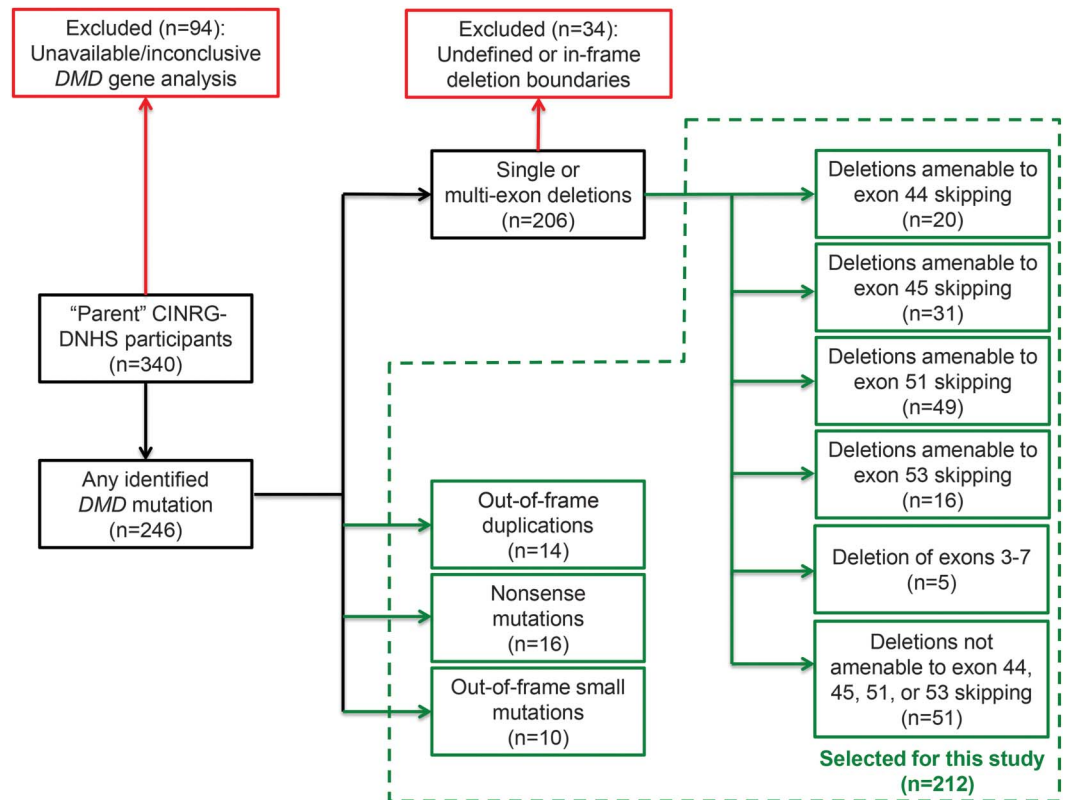 Excluded (n=94):
Unavailable/inconclusive
DMD gene analysis
Excluded (n=34):
Undefined or in-frame
deletion boundaries
Single or
multi-exon deletions
(n=206)
"Parent" CINRG-
DNHS participants
(n=340)
Any identified
DMD mutation
(n=246)
Out-of-frame
duplications
(n=14)
Nonsense
mutations
(n=16)
Out-of-frame small
mutations
(n=10)
Deletions amenable to
exon 44 skipping
(n=20)
Deletions amenable to
exon 45 skipping
(n=31)
Deletions amenable to
exon 51 skipping
(n=49)
Deletions amenable to
exon 53 skipping
(n=16)
Deletion of exons 3-7
(n=5)
Deletions not
amenable to exon 44,
45, 51, or 53 skipping
(n=51)
Selected for this study
(n=212)